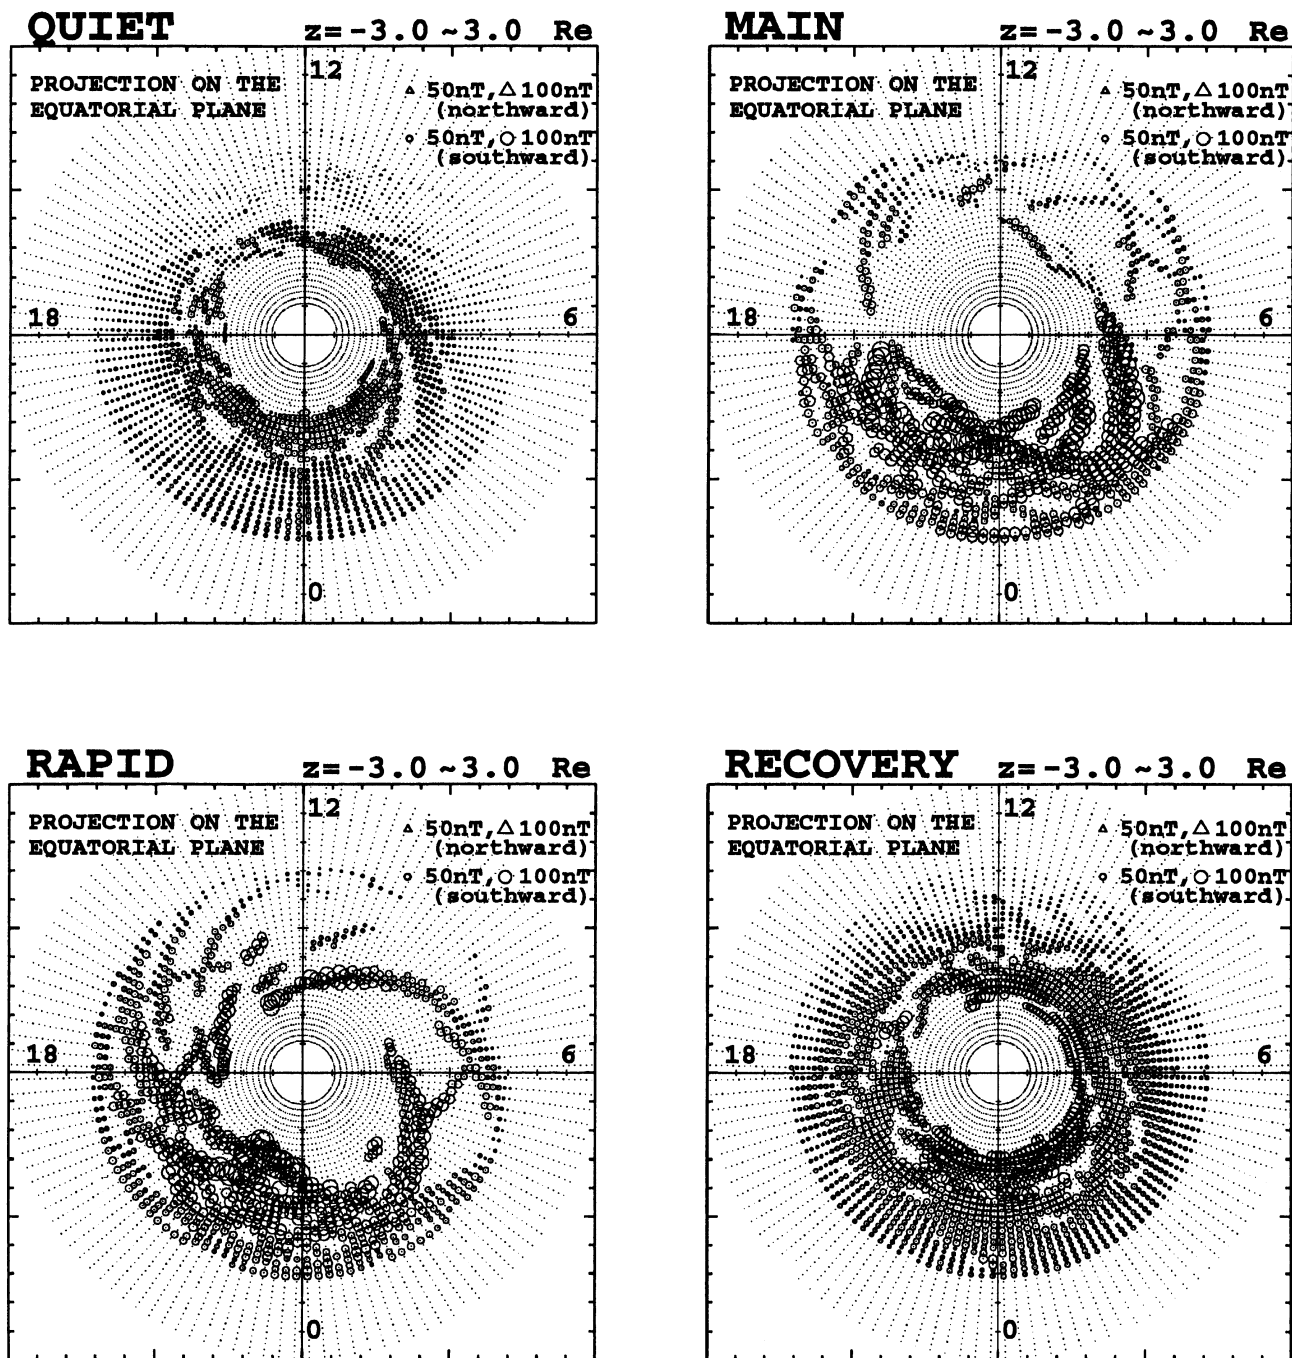 QUIET z= -3.0 ~3.0 Re
PROJECTION ON THE
EQUATORIAL PLANE
12
▵ 50nT, △ 100nT
(northward)
∘ 50nT, ○ 100nT
(southward)
18
6
0
MAIN z= -3.0 ~3.0 Re
PROJECTION ON THE
EQUATORIAL PLANE
12
▵ 50nT, △ 100nT
(northward)
∘ 50nT, ○ 100nT
(southward)
18
6
0
RAPID z= -3.0 ~3.0 Re
PROJECTION ON THE
EQUATORIAL PLANE
12
▵ 50nT, △ 100nT
(northward)
∘ 50nT, ○ 100nT
(southward)
18
6
0
RECOVERY z= -3.0 ~3.0 Re
PROJECTION ON THE
EQUATORIAL PLANE
12
▵ 50nT, △ 100nT
(northward)
∘ 50nT, ○ 100nT
(southward)
18
6
0